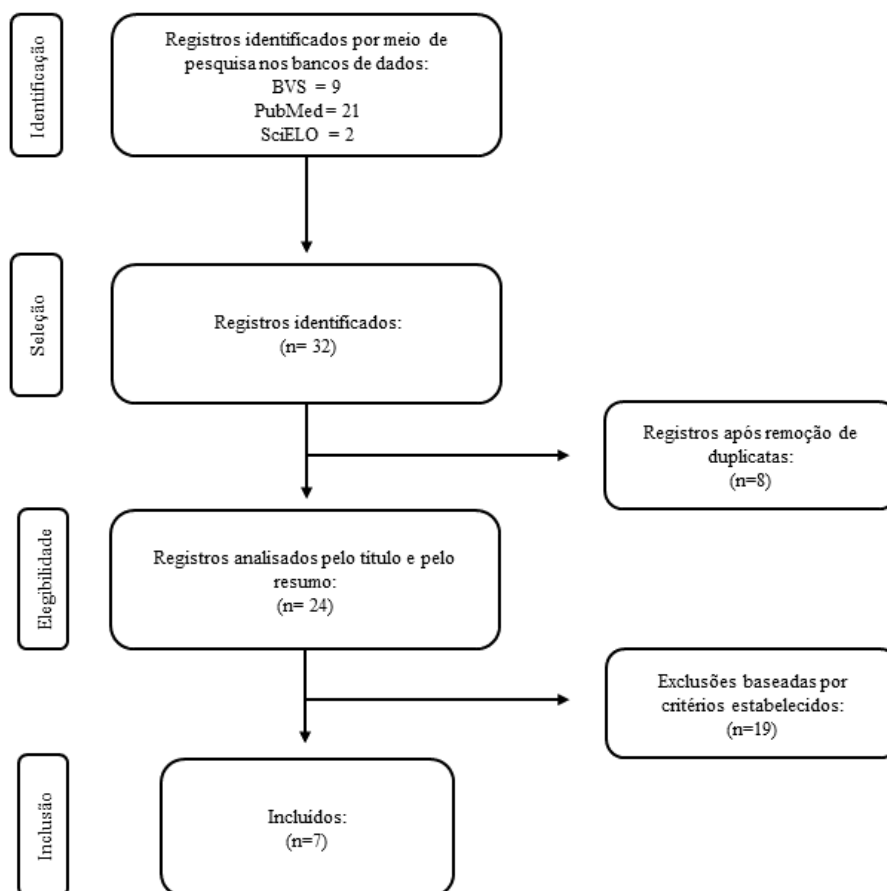 Identificação
Registros identificados por meio de
pesquisa nos bancos de dados:
BVS = 9
PubMed= 21
SciELO = 2
Seleção
Registros identificados:
(n= 32)
Registros após remoção de
duplicatas:
(n=8)
Elegibilidade
Registros analisados pelo título e pelo
resumo:
(n= 24)
Exclusões baseadas por
critérios estabelecidos:
(n=19)
Inclusão
Incluídos:
(n=7)